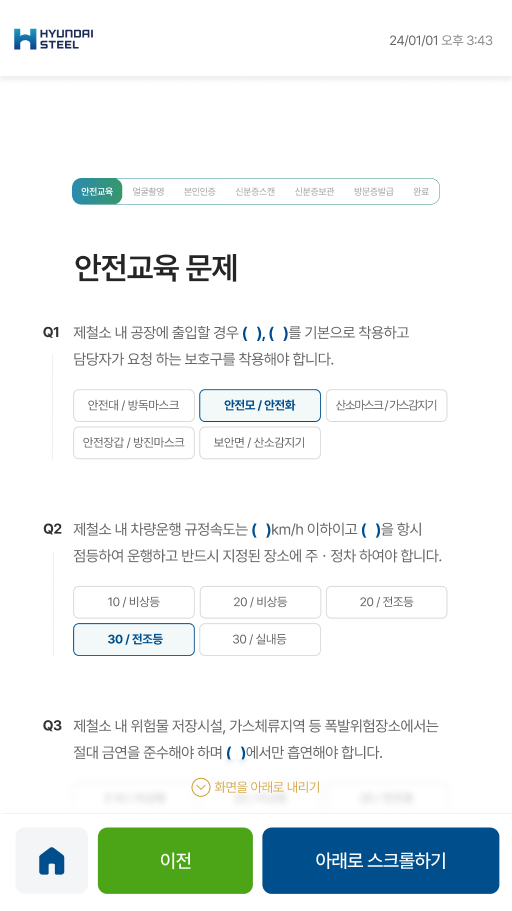 HYUNDAI
STEEL
24/01/01 오후 3:43
안전교육 얼굴촬영 본인인증 신분증스캔 신분증보관 방문증발급 완료
안전교육 문제
Q1 제철소 내 공장에 출입할 경우 ( ), ( )를 기본으로 착용하고
담당자가 요청 하는 보호구를 착용해야 합니다.
안전대 / 방독마스크 안전모 / 안전화 산소마스크 / 가스감지기
안전장갑 / 방진마스크 보안면 / 산소감지기
Q2 제철소 내 차량운행 규정속도는 ( )km/h 이하이고 ( )을 항시
점등하여 운행하고 반드시 지정된 장소에 주 · 정차 하여야 합니다.
10 / 비상등 20 / 비상등 20 / 전조등
30 / 전조등 30 / 실내등
Q3 제철소 내 위험물 저장시설, 가스체류지역 등 폭발위험장소에서는
절대 금연을 준수해야 하며 ( )에서만 흡연해야 합니다.
화면을 아래로 내리기
이전 아래로 스크롤하기